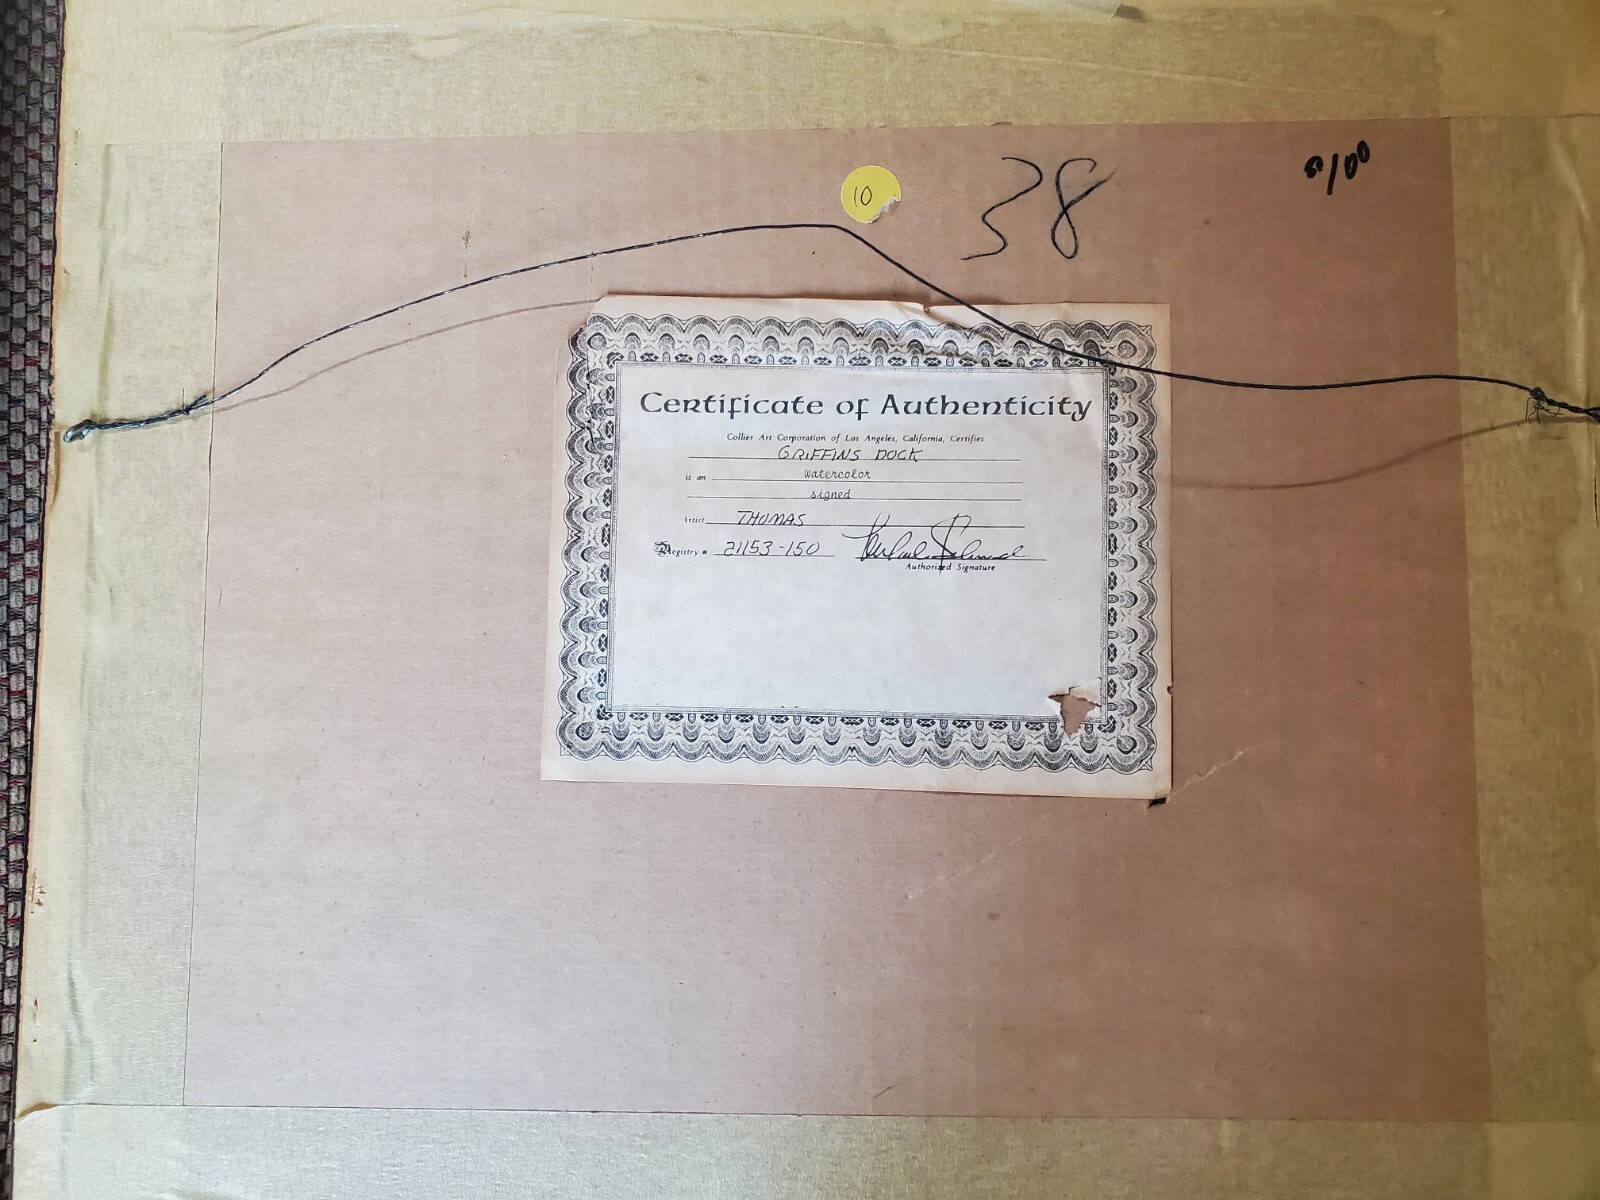 10
38
Certificate of Authenticity
Collier Art Corporation of Los Angeles, California, Certifies
GRIFFINS DOCK
is an watercolor
signed
Artist THOMAS
Registry # 21153-150
Authorized Signature